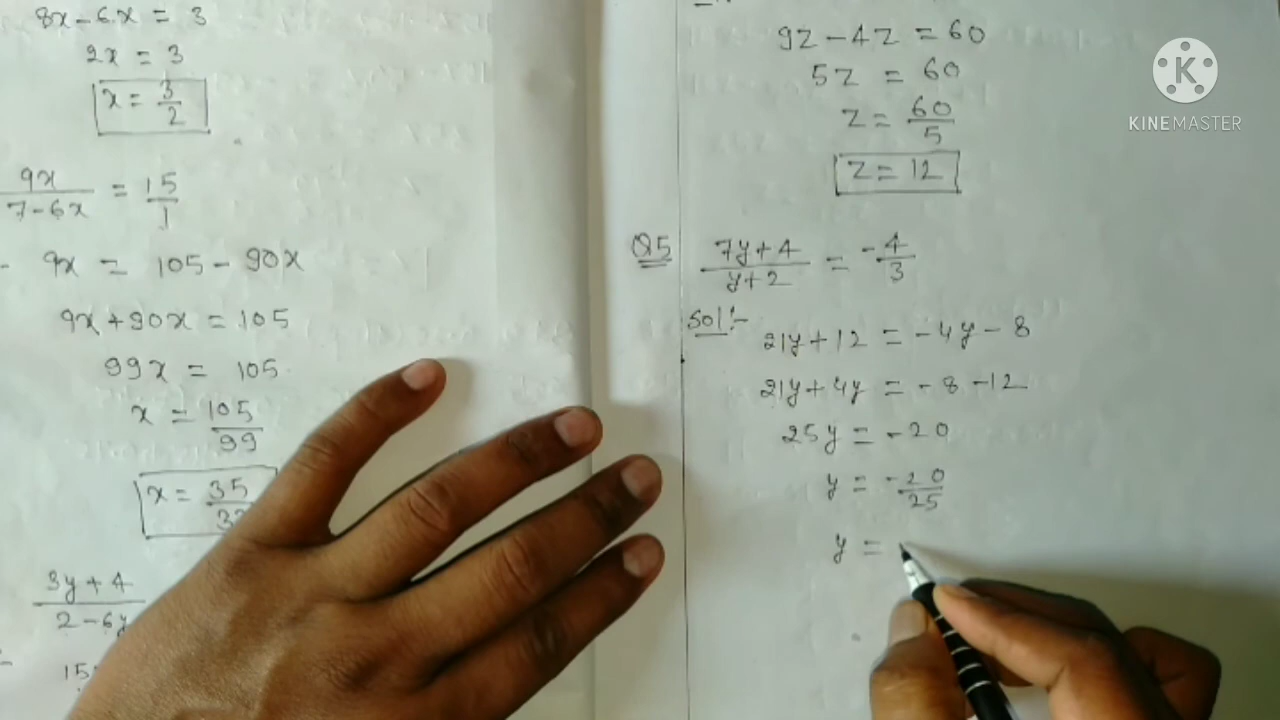 8x - 6x = 3
2x = 3
x = 3/2
9x/(7 - 6x) = 15/1
9x = 105 - 90x
9x + 90x = 105
99x = 105
x = 105/99
x = 35/
3y + 4
2 - 6y
15
9z - 4z = 60
5z = 60
z = 60/5
z = 12
Q5 (7y + 4)/(y + 2) = -4/3
Sol:-
21y + 12 = -4y - 8
21y + 4y = -8 - 12
25y = -20
y = -20/25
y =
KINEMASTER